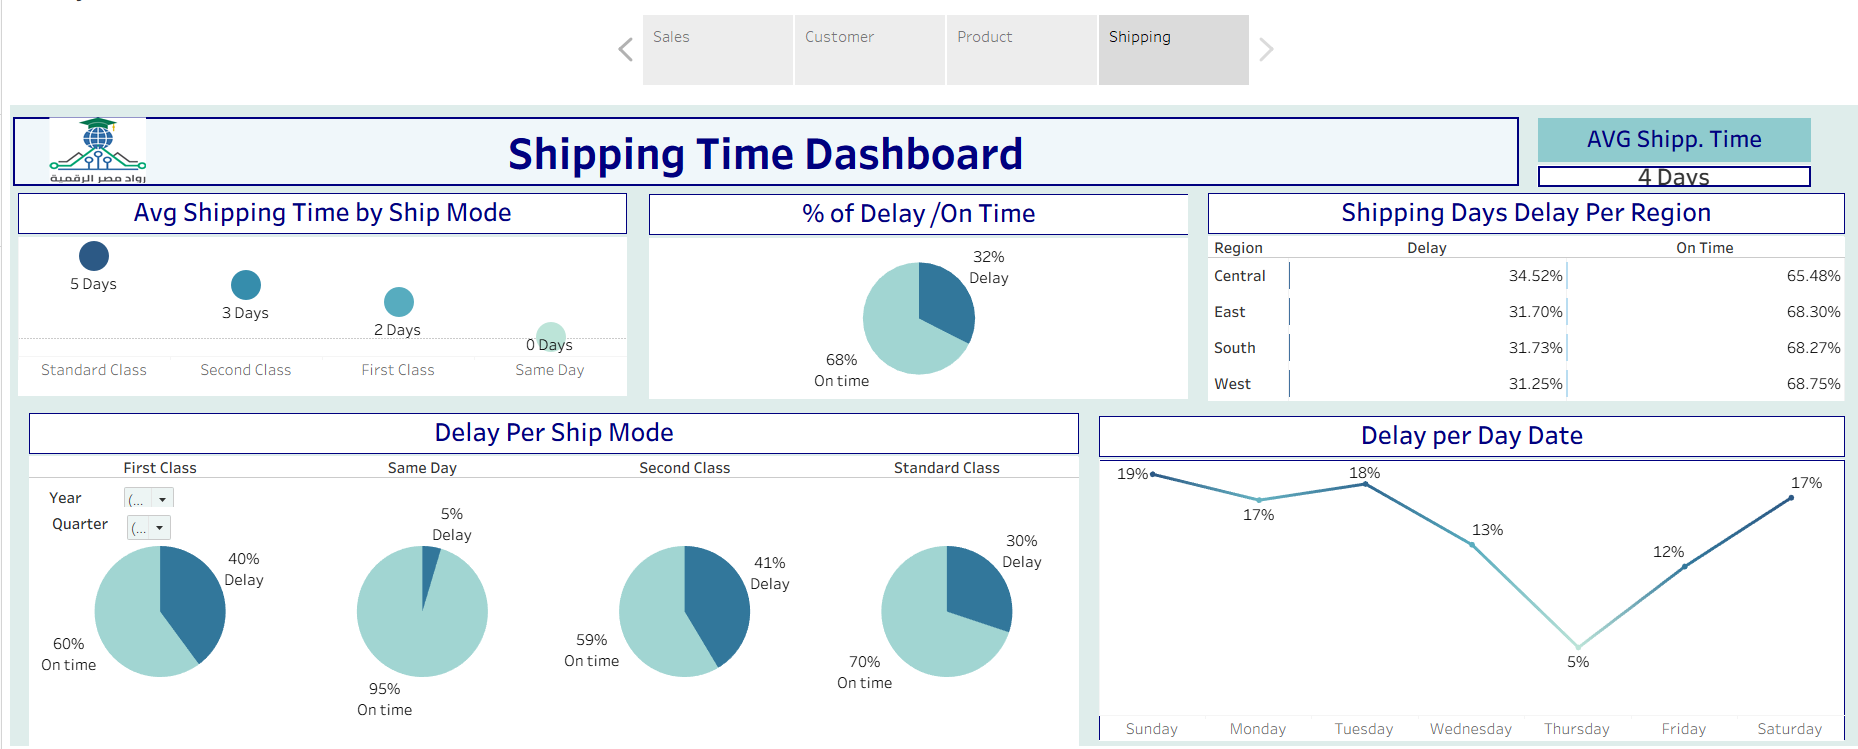 Sales
Customer
Product
Shipping
رواد مصر الرقمية
Shipping Time Dashboard
AVG Shipp. Time
4 Days
Avg Shipping Time by Ship Mode
5 Days
3 Days
2 Days
0 Days
Standard Class
Second Class
First Class
Same Day
% of Delay /On Time
32%
Delay
68%
On time
Shipping Days Delay Per Region
Region Delay On Time
Central 34.52% 65.48%
East 31.70% 68.30%
South 31.73% 68.27%
West 31.25% 68.75%
Delay Per Ship Mode
First Class Same Day Second Class Standard Class
Year (...
Quarter (...
40%
Delay
60%
On time
5%
Delay
95%
On time
41%
Delay
59%
On time
30%
Delay
70%
On time
Delay per Day Date
19%
17%
18%
13%
5%
12%
17%
Sunday Monday Tuesday Wednesday Thursday Friday Saturday